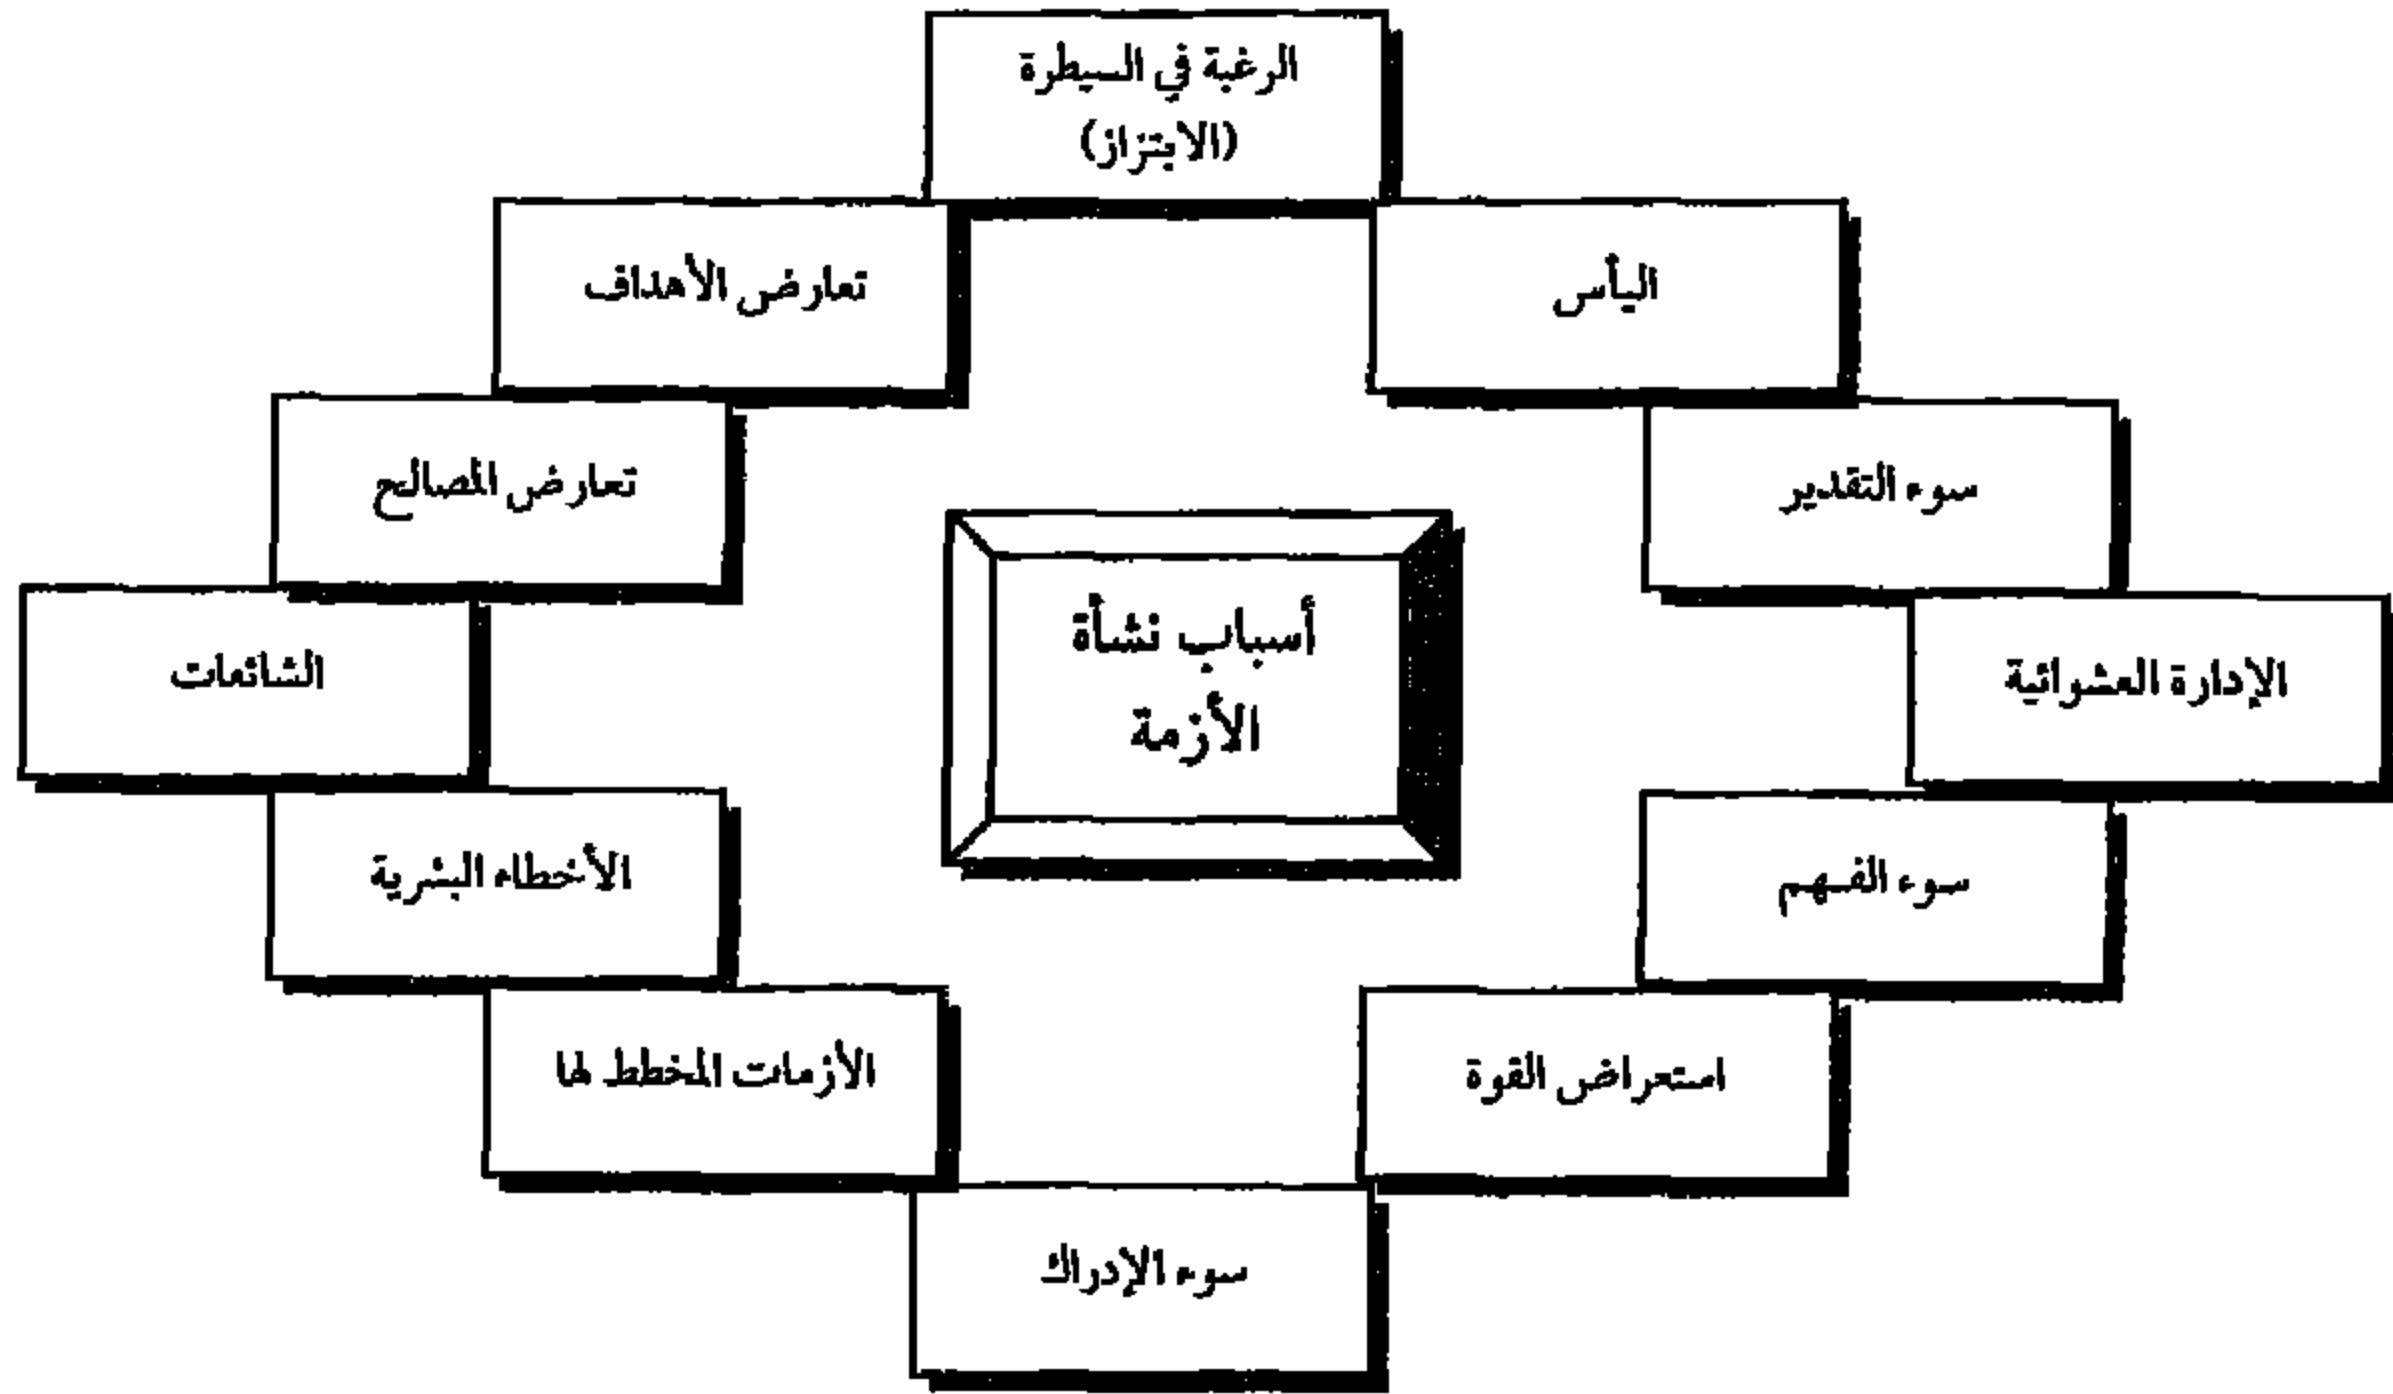 الرغبة في السيطرة
(الابتزاز)
اليأس
تعارض الأهداف
سوء التقدير
تعارض المصالح
أسباب نشأة
الأزمة
الإدارة العشوائية
الشائعات
سوء الفهم
الأخطاء البشرية
استعراض القوة
الأزمات المخطط لها
سوء الإدراك